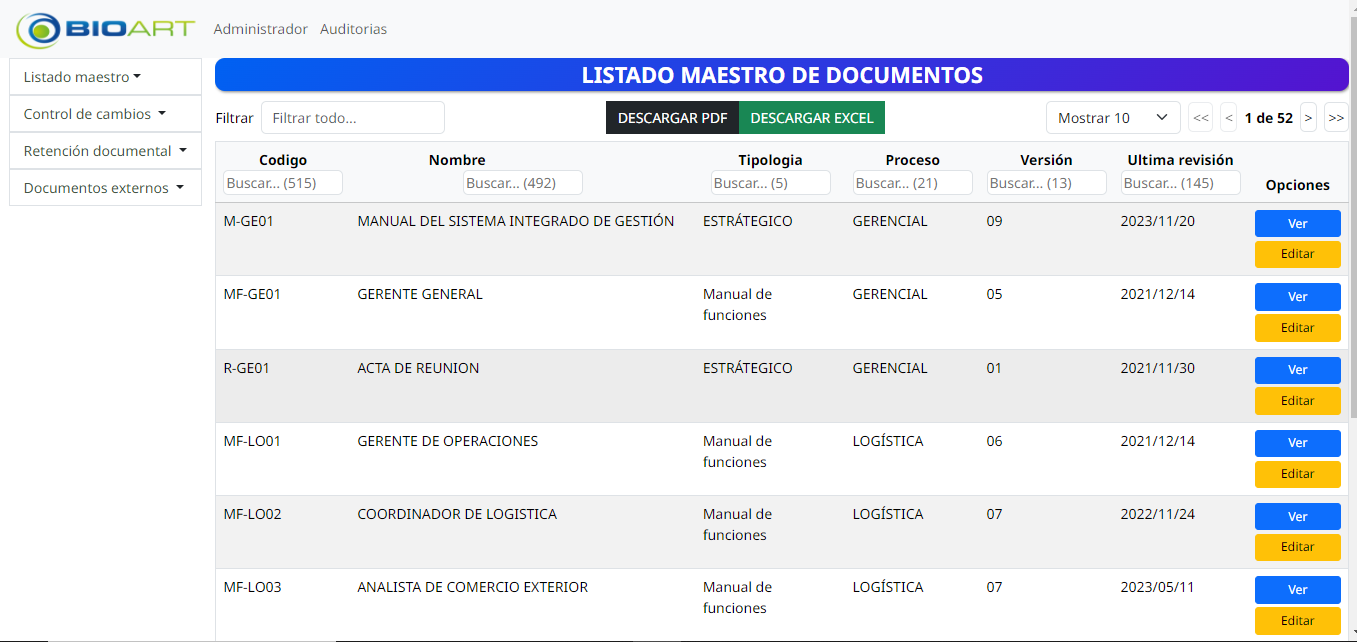 BIOART Administrador Auditorias
Listado maestro
Control de cambios
Retención documental
Documentos externos
LISTADO MAESTRO DE DOCUMENTOS
Filtrar Filtrar todo... DESCARGAR PDF DESCARGAR EXCEL Mostrar 10 << < 1 de 52 > >>
Codigo Nombre Tipologia Proceso Versión Ultima revisión Opciones
Buscar... (515) Buscar... (492) Buscar... (5) Buscar... (21) Buscar... (13) Buscar... (145)
M-GE01 MANUAL DEL SISTEMA INTEGRADO DE GESTIÓN ESTRÁTEGICO GERENCIAL 09 2023/11/20 Ver
Editar
MF-GE01 GERENTE GENERAL Manual de GERENCIAL 05 2021/12/14 Ver
funciones Editar
R-GE01 ACTA DE REUNION ESTRÁTEGICO GERENCIAL 01 2021/11/30 Ver
Editar
MF-LO01 GERENTE DE OPERACIONES Manual de LOGÍSTICA 06 2021/12/14 Ver
funciones Editar
MF-LO02 COORDINADOR DE LOGISTICA Manual de LOGÍSTICA 07 2022/11/24 Ver
funciones Editar
MF-LO03 ANALISTA DE COMERCIO EXTERIOR Manual de LOGÍSTICA 07 2023/05/11 Ver
funciones Editar